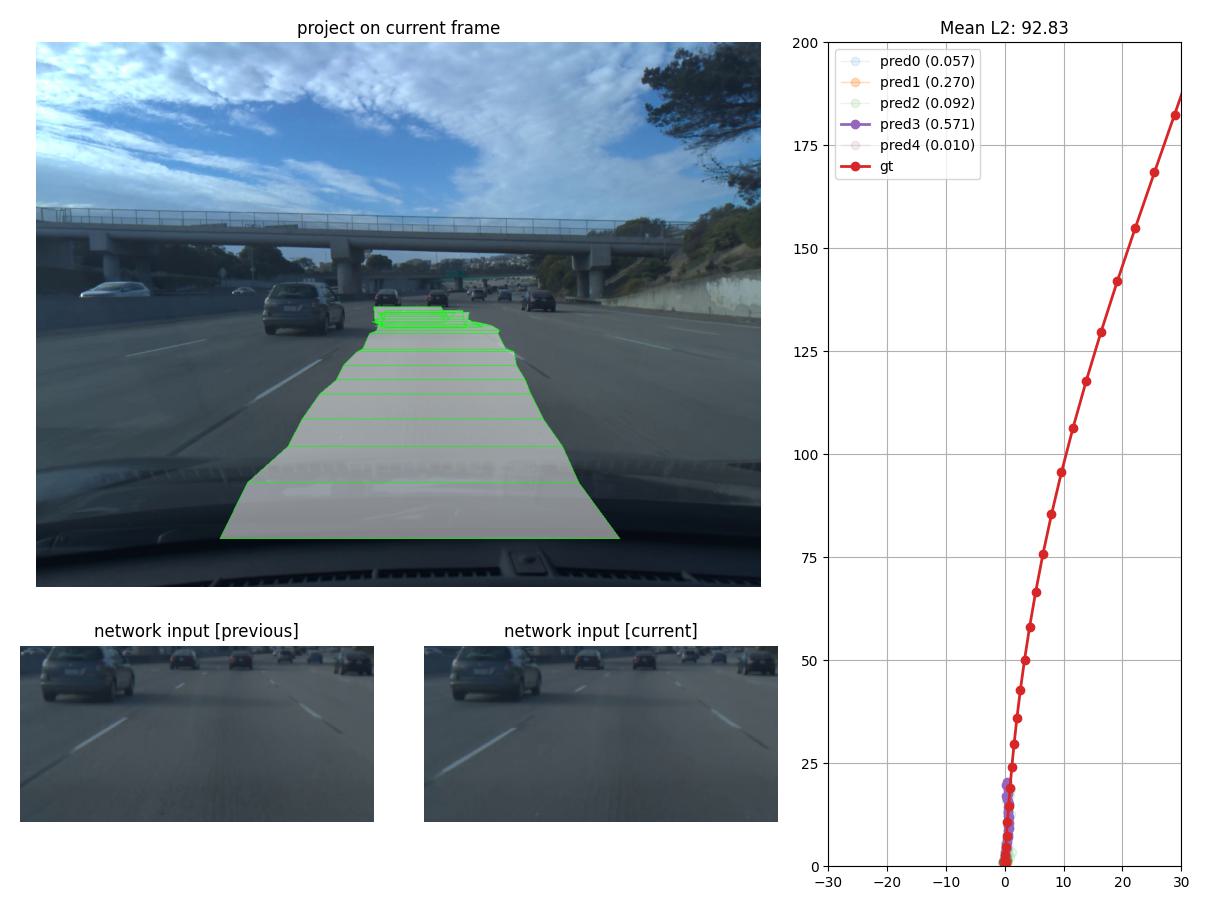 project on current frame
Mean L2: 92.83
200
175
150
125
100
75
50
25
0
−30
−20
−10
0
10
20
30
pred0 (0.057)
pred1 (0.270)
pred2 (0.092)
pred3 (0.571)
pred4 (0.010)
gt
network input [previous]
network input [current]